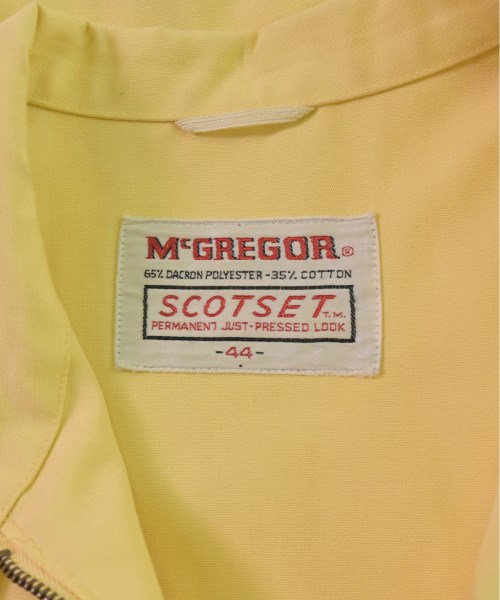 McGREGOR®
65% DACRON POLYESTER -35% COTTON
SCOTSET T.M.
PERMANENT JUST-PRESSED LOOK
-44-